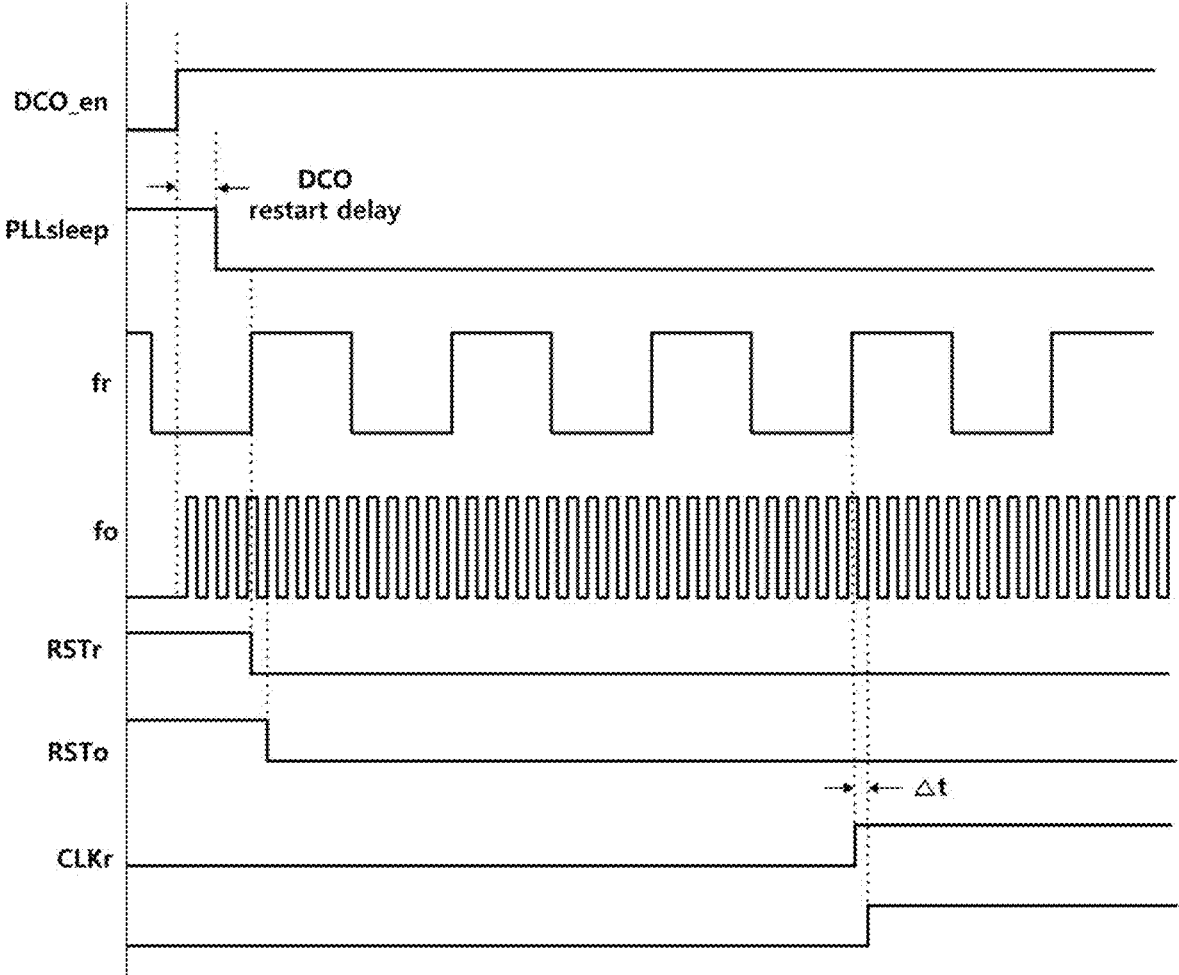 DCO_en
DCO
restart delay
PLLsleep
fr
fo
RSTr
RSTo
△t
CLKr